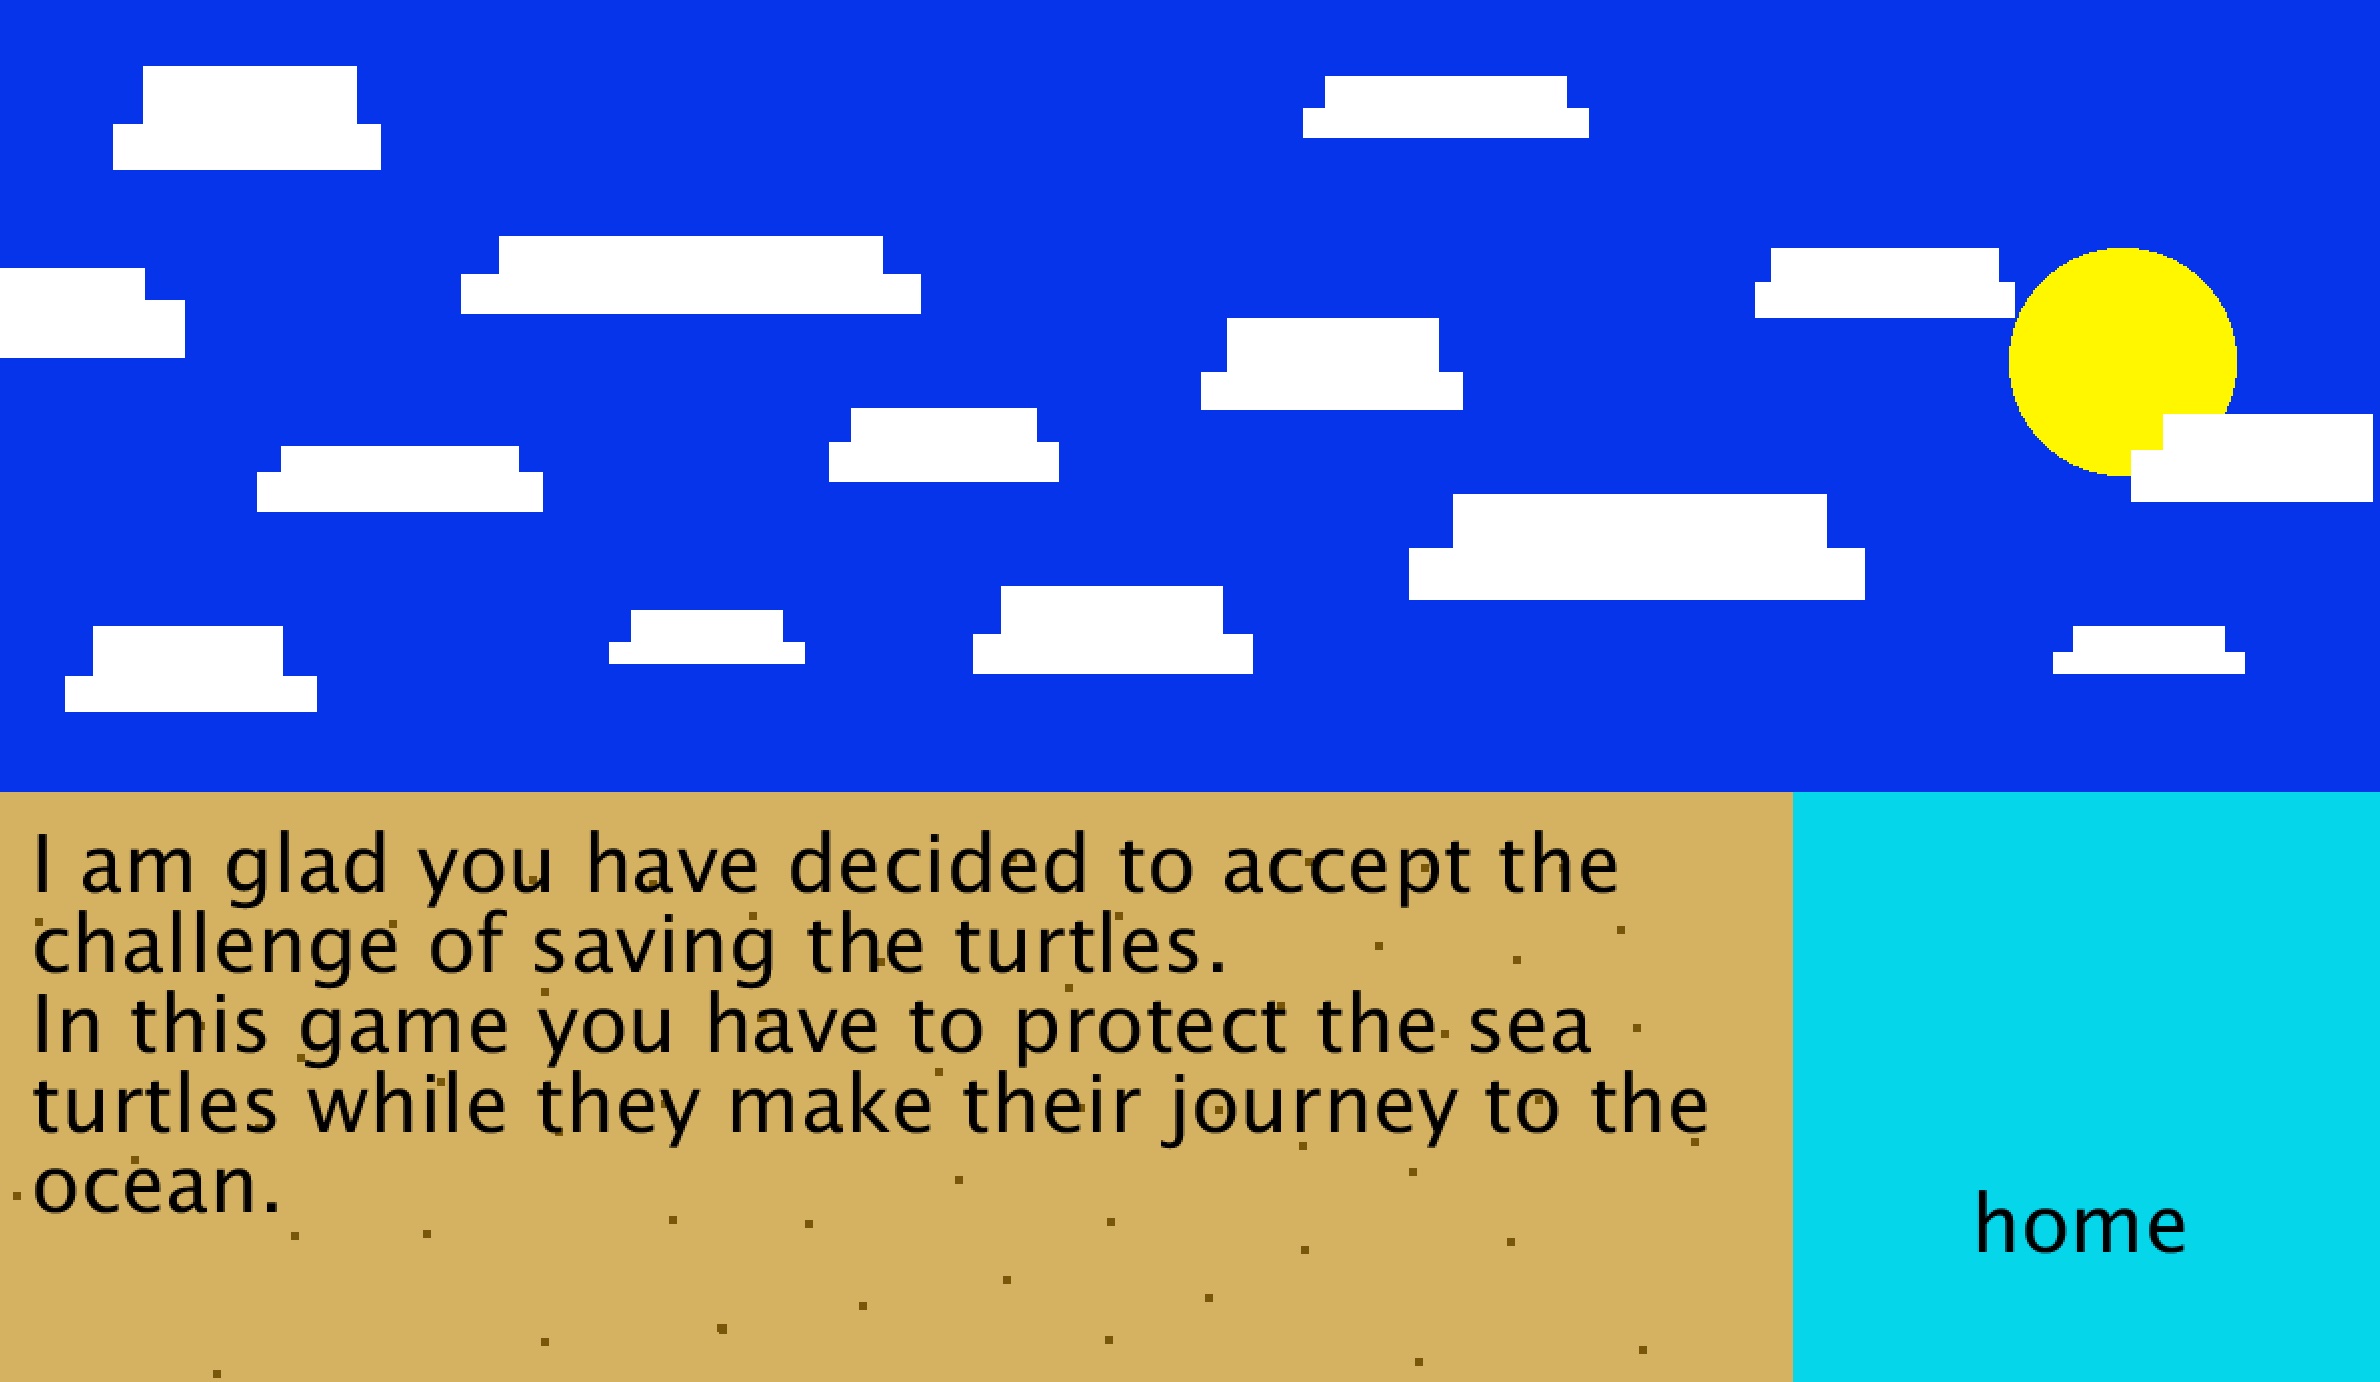 I am glad you have decided to accept the
challenge of saving the turtles.
In this game you have to protect the sea
turtles while they make their journey to the
ocean.
home